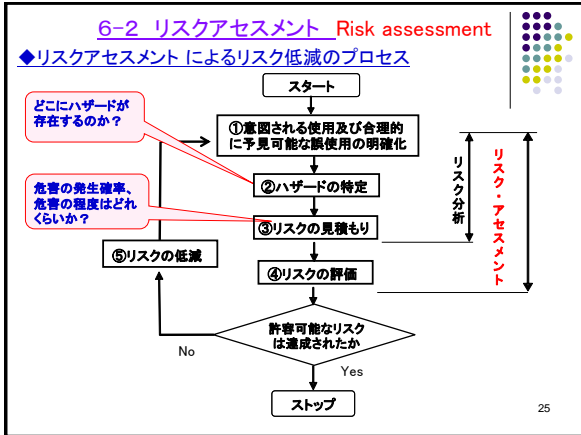 6-2 リスクアセスメント Risk assessment
◆リスクアセスメント によるリスク低減のプロセス
スタート
どこにハザードが
存在するのか?
①意図される使用及び合理的
に予見可能な誤使用の明確化
②ハザードの特定
危害の発生確率、
危害の程度はどれ
くらいか?
③リスクの見積もり
⑤リスクの低減
④リスクの評価
リスク分析
リスク・アセスメント
許容可能なリスク
は達成されたか
No
Yes
ストップ
25